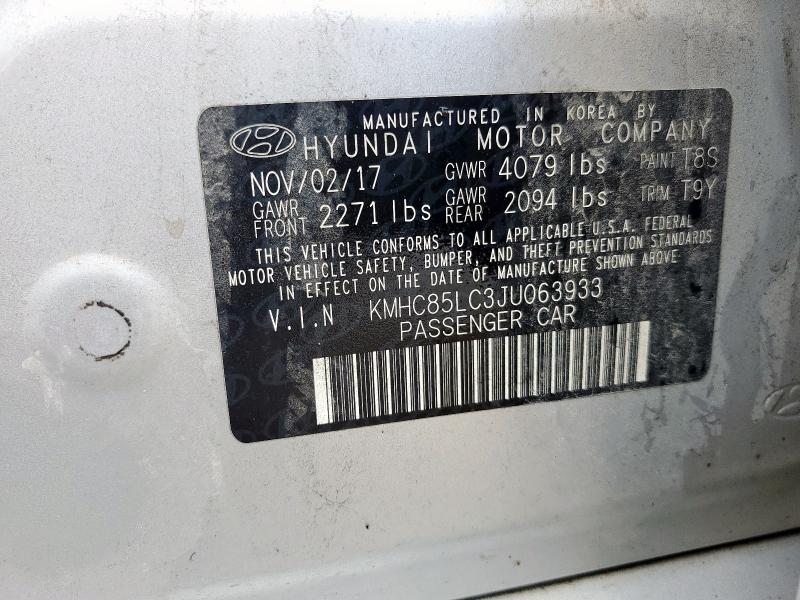 MANUFACTURED IN KOREA BY
HYUNDAI MOTOR COMPANY
NOV/02/17 GVWR 4079 lbs PAINT T8S
GAWR FRONT 2271 lbs GAWR REAR 2094 lbs TRIM T9Y
THIS VEHICLE CONFORMS TO ALL APPLICABLE U.S.A. FEDERAL
MOTOR VEHICLE SAFETY, BUMPER, AND THEFT PREVENTION STANDARDS
IN EFFECT ON THE DATE OF MANUFACTURE SHOWN ABOVE
V.I.N KMHC85LC3JU063933
PASSENGER CAR